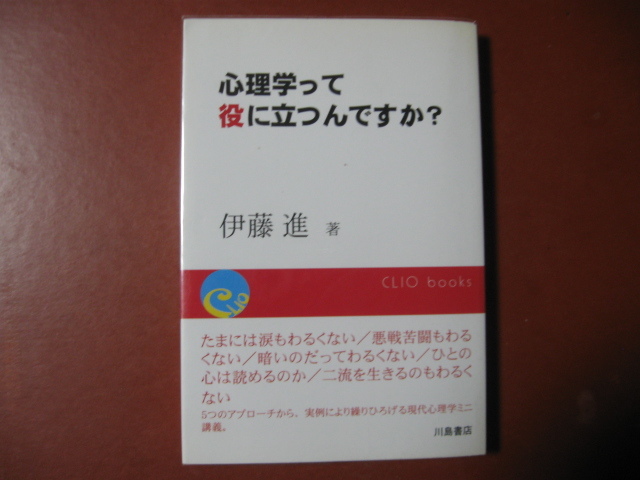 心理学って
役に立つんですか?
伊藤 進 著
CLIO books
CLIO
たまには涙もわるくない/悪戦苦闘もわる
くない/暗いのだってわるくない/ひとの
心は読めるのか/二流を生きるのもわるく
ない
5つのアプローチから、実例により繰りひろげる現代心理学ミニ
講義。
川島書店